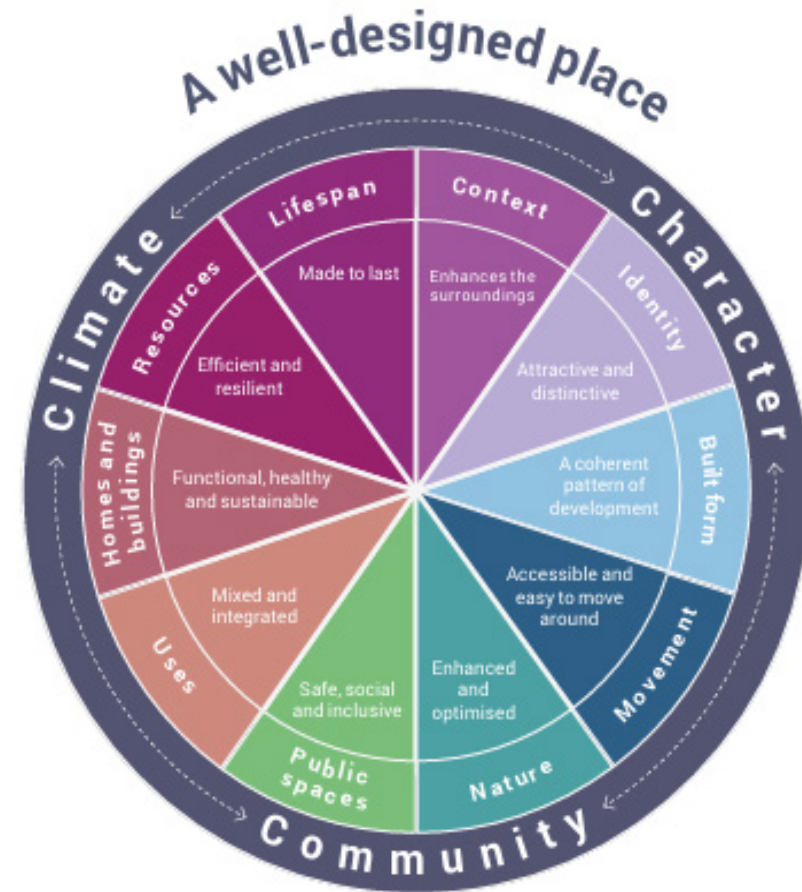 A well-designed place
Climate
Character
Community
Context
Enhances the
surroundings
Identity
Attractive and
distinctive
Built form
A coherent
pattern of
development
Movement
Accessible and
easy to move
around
Nature
Enhanced
and
optimised
Public
spaces
Safe, social
and inclusive
Uses
Mixed and
integrated
Homes and
buildings
Functional, healthy
and sustainable
Resources
Efficient and
resilient
Lifespan
Made to last